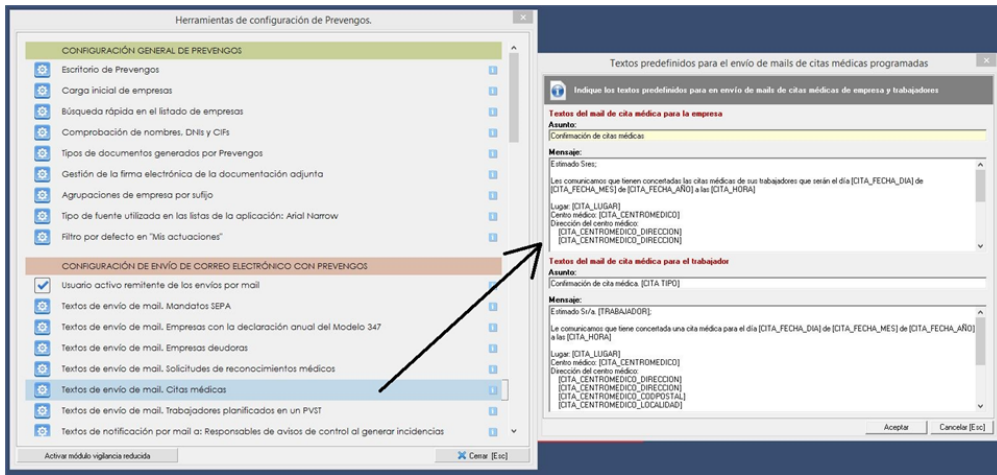 Herramientas de configuración de Prevengos.
CONFIGURACIÓN GENERAL DE PREVENGOS
Escritorio de Prevengos
Carga inicial de empresas
Búsqueda rápida en el listado de empresas
Comprobación de nombres, DNIs y CIFs
Tipos de documentos generados por Prevengos
Gestión de la firma electrónica de la documentación adjunta
Agrupaciones de empresa por sufijo
Tipo de fuente utilizada en las listas de la aplicación: Arial Narrow
Filtro por defecto en "Mis actuaciones"
CONFIGURACIÓN DE ENVÍO DE CORREO ELECTRÓNICO CON PREVENGOS
Usuario activo remitente de los envíos por mail
Textos de envío de mail. Mandatos SEPA
Textos de envío de mail. Empresas con la declaración anual del Modelo 347
Textos de envío de mail. Empresas deudoras
Textos de envío de mail. Solicitudes de reconocimientos médicos
Textos de envío de mail. Citas médicas
Textos de envío de mail. Trabajadores planificados en un PVST
Textos de notificación por mail a: Responsables de avisos de control al generar incidencias
Activar módulo vigilancia reducida
Cerrar [Esc]
Textos predefinidos para el envío de mails de citas médicas programadas
Indique los textos predefinidos para en envío de mails de citas médicas de empresa y trabajadores
Textos del mail de cita médica para la empresa
Asunto:
Confirmación de citas médicas
Mensaje:
Estimado Sres;
Les comunicamos que tienen concertadas las citas médicas de sus trabajadores que serán el día [CITA_FECHA_DIA] de
[CITA_FECHA_MES] de [CITA_FECHA_AÑO] a las [CITA_HORA]
Lugar: [CITA_LUGAR]
Centro médico: [CITA_CENTROMEDICO]
Dirección del centro médico:
[CITA_CENTROMEDICO_DIRECCION]
[CITA_CENTROMEDICO_DIRECCION]
Textos del mail de cita médica para el trabajador
Asunto:
Confirmación de cita médica. [CITA TIPO]
Mensaje:
Estimado Sr/a. [TRABAJADOR];
Le comunicamos que tiene concertada una cita médica para el día [CITA_FECHA_DIA] de [CITA_FECHA_MES] de [CITA_FECHA_AÑO]
a las [CITA_HORA]
Lugar: [CITA_LUGAR]
Centro médico: [CITA_CENTROMEDICO]
Dirección del centro médico:
[CITA_CENTROMEDICO_DIRECCION]
[CITA_CENTROMEDICO_DIRECCION]
[CITA_CENTROMEDICO_CODPOSTAL]
[CITA_CENTROMEDICO_LOCALIDAD]
Aceptar
Cancelar [Esc]